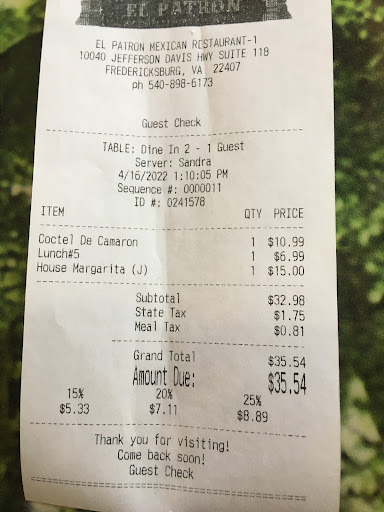 EL PATRON
EL PATRON MEXICAN RESTAURANT-1
10040 JEFFERSON DAVIS HWY SUITE 118
FREDERICKSBURG, VA 22407
ph 540-898-6173
Guest Check
TABLE: Dine In 2 - 1 Guest
Server: Sandra
4/16/2022 1:10:05 PM
Sequence #: 0000011
ID #: 0241578
ITEM QTY PRICE
Coctel De Camaron 1 $10.99
Lunch#5 1 $6.99
House Margarita (J) 1 $15.00
Subtotal $32.98
State Tax $1.75
Meal Tax $0.81
Grand Total $35.54
Amount Due: $35.54
15% 20% 25%
$5.33 $7.11 $8.89
Thank you for visiting!
Come back soon!
Guest Check